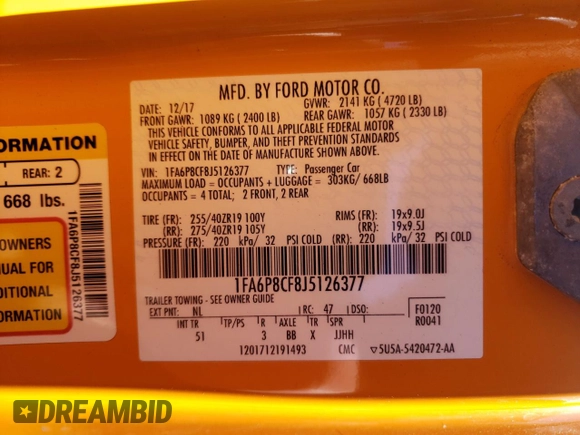 MFD. BY FORD MOTOR CO.
DATE: 12/17 GVWR: 2141 KG ( 4720 LB)
FRONT GAWR: 1089 KG ( 2400 LB) REAR GAWR: 1057 KG ( 2330 LB)
THIS VEHICLE CONFORMS TO ALL APPLICABLE FEDERAL MOTOR
VEHICLE SAFETY, BUMPER, AND THEFT PREVENTION STANDARDS
IN EFFECT ON THE DATE OF MANUFACTURE SHOWN ABOVE.
VIN: 1FA6P8CF8J5126377 TYPE: Passenger Car
MAXIMUM LOAD = OCCUPANTS + LUGGAGE = 303KG/ 668LB
OCCUPANTS = 4 TOTAL; 2 FRONT, 2 REAR
TIRE (FR): 255/40ZR19 100Y RIMS (FR): 19x9.0J
(RR): 275/40ZR19 105Y (RR): 19x9.5J
PRESSURE (FR): 220 kPa/ 32 PSI COLD (RR): 220 kPa/ 32 PSI COLD
1FA6P8CF8J5126377
TRAILER TOWING - SEE OWNER GUIDE
EXT PNT: NL RC: 47 DSO: F0120
INT TR TP/PS R AXLE TR SPR R0041
51 3 BB X JJHH
1201712191493 CMC 5U5A-5420472-AA
ORMATION
REAR: 2
668 lbs.
OWNERS
NUAL FOR
DITIONAL
ORMATION
1FA6P8CF8J5126377
DREAMBID